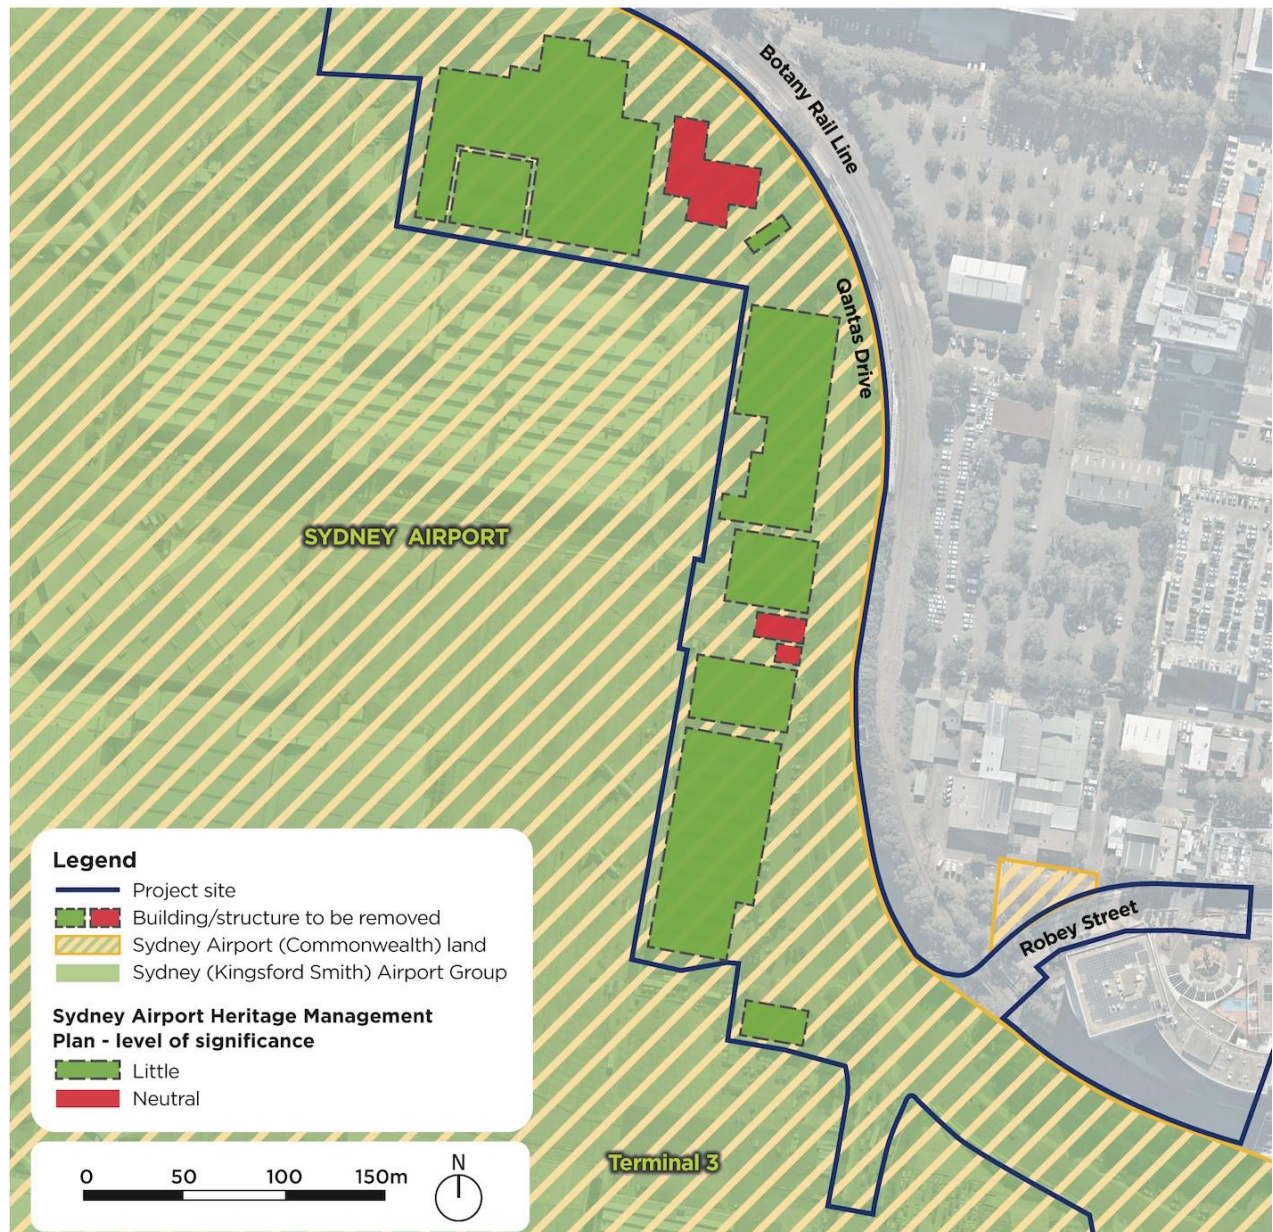 Botany Rail Line
Qantas Drive
SYDNEY AIRPORT
Robey Street
Terminal 3
Legend
Project site
Building/structure to be removed
Sydney Airport (Commonwealth) land
Sydney (Kingsford Smith) Airport Group
Sydney Airport Heritage Management
Plan - level of significance
Little
Neutral
0 50 100 150m
N